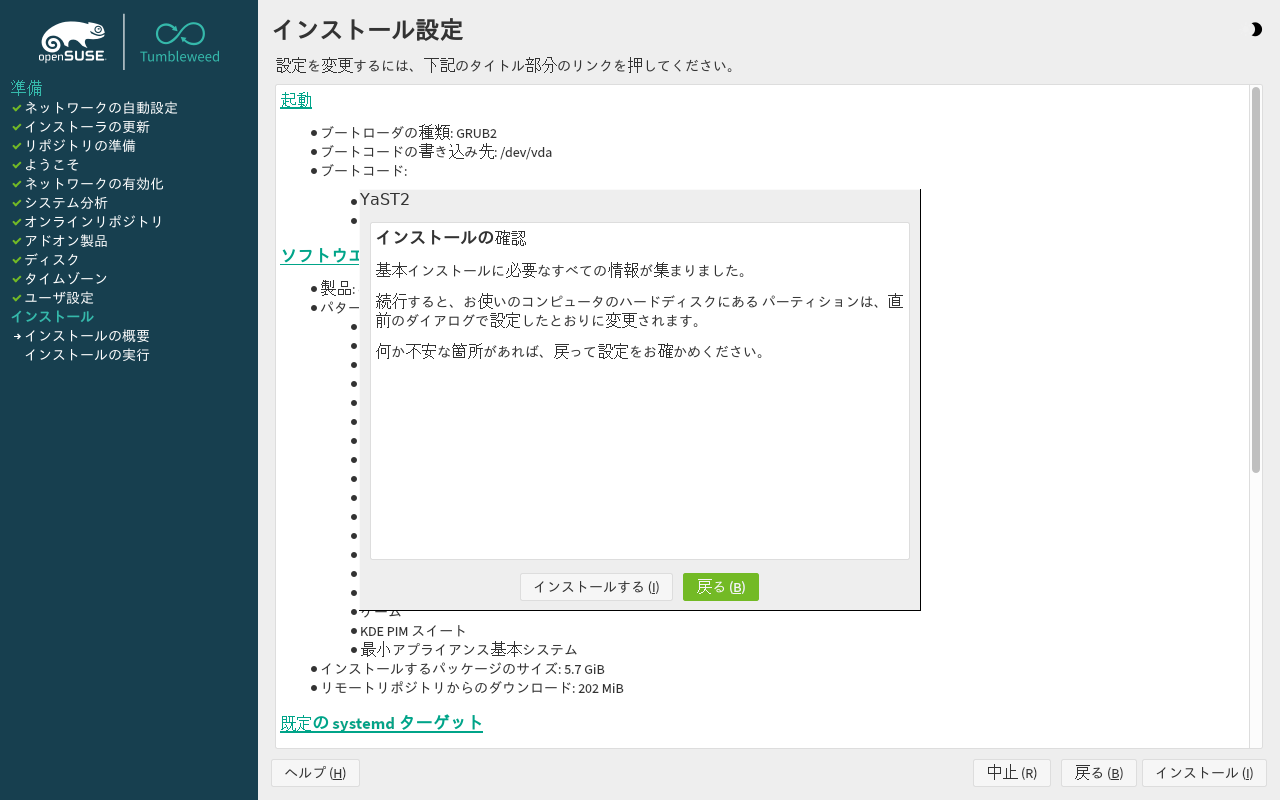 openSUSE
Tumbleweed
準備
ネットワークの自動設定
インストーラの更新
リポジトリの準備
ようこそ
ネットワークの有効化
システム分析
オンラインリポジトリ
アドオン製品
ディスク
タイムゾーン
ユーザ設定
インストール
インストールの概要
インストールの実行
インストール設定
設定を変更するには、下記のタイトル部分のリンクを押してください。
起動
ブートローダの種類: GRUB2
ブートコードの書き込み先: /dev/vda
ブートコード:
ソフトウエ
製品:
パター
YaST2
インストールの確認
基本インストールに必要なすべての情報が集まりました。
続行すると、お使いのコンピュータのハードディスクにある パーティションは、直
前のダイアログで設定したとおりに変更されます。
何か不安な箇所があれば、戻って設定をお確かめください。
インストールする (I)
戻る (B)
ゲーム
KDE PIM スイート
最小アプライアンス基本システム
インストールするパッケージのサイズ: 5.7 GiB
リモートリポジトリからのダウンロード: 202 MiB
既定の systemd ターゲット
ヘルプ (H)
中止 (R)
戻る (B)
インストール (I)